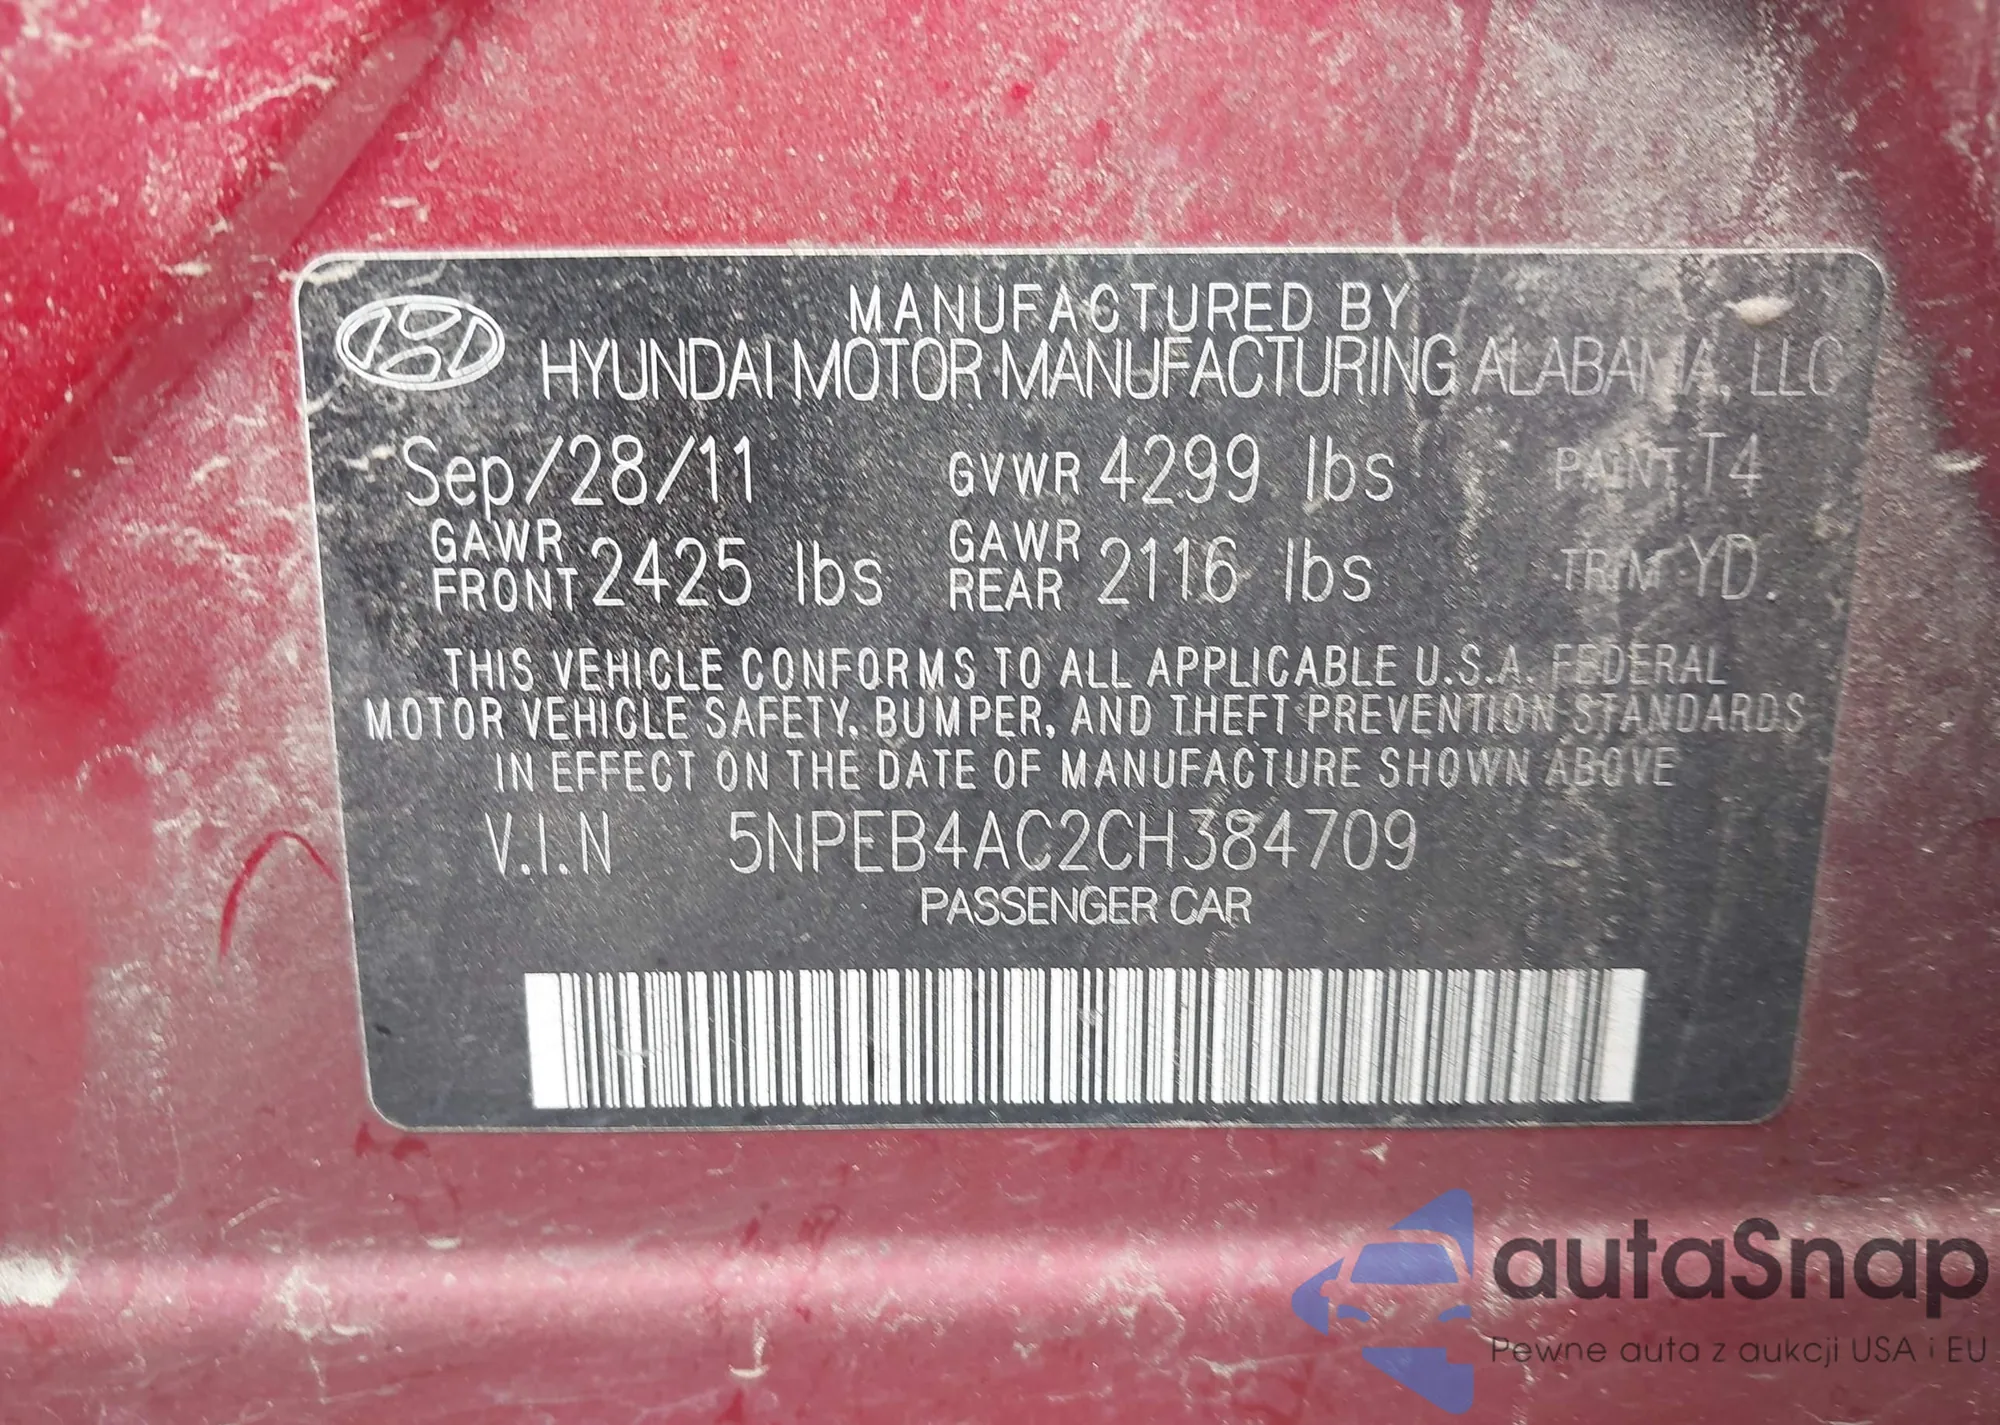 MANUFACTURED BY
HYUNDAI MOTOR MANUFACTURING ALABAMA, LLC
Sep/28/11 GVWR 4299 lbs PAINT T4
GAWR FRONT 2425 lbs GAWR REAR 2116 lbs TRIM YD.
THIS VEHICLE CONFORMS TO ALL APPLICABLE U.S.A. FEDERAL
MOTOR VEHICLE SAFETY, BUMPER, AND THEFT PREVENTION STANDARDS
IN EFFECT ON THE DATE OF MANUFACTURE SHOWN ABOVE
V.I.N 5NPEB4AC2CH384709
PASSENGER CAR
autaSnap
Pewne auta z aukcji USA i EU